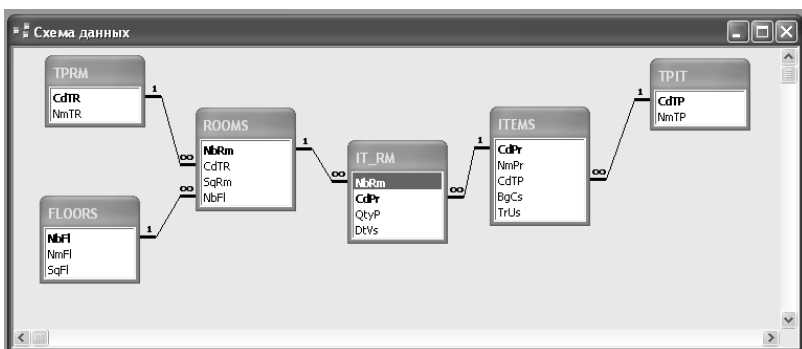 Схема данных
TPRM
CdTR
NmTR
1
∞
FLOORS
NbFl
NmFl
SqFl
1
∞
ROOMS
NbRm
CdTR
SqRm
NbFl
1
∞
IT_RM
NbRm
CdPr
QtyP
DtVs
∞
1
ITEMS
CdPr
NmPr
CdTP
BgCs
TrUs
∞
1
TPIT
CdTP
NmTP